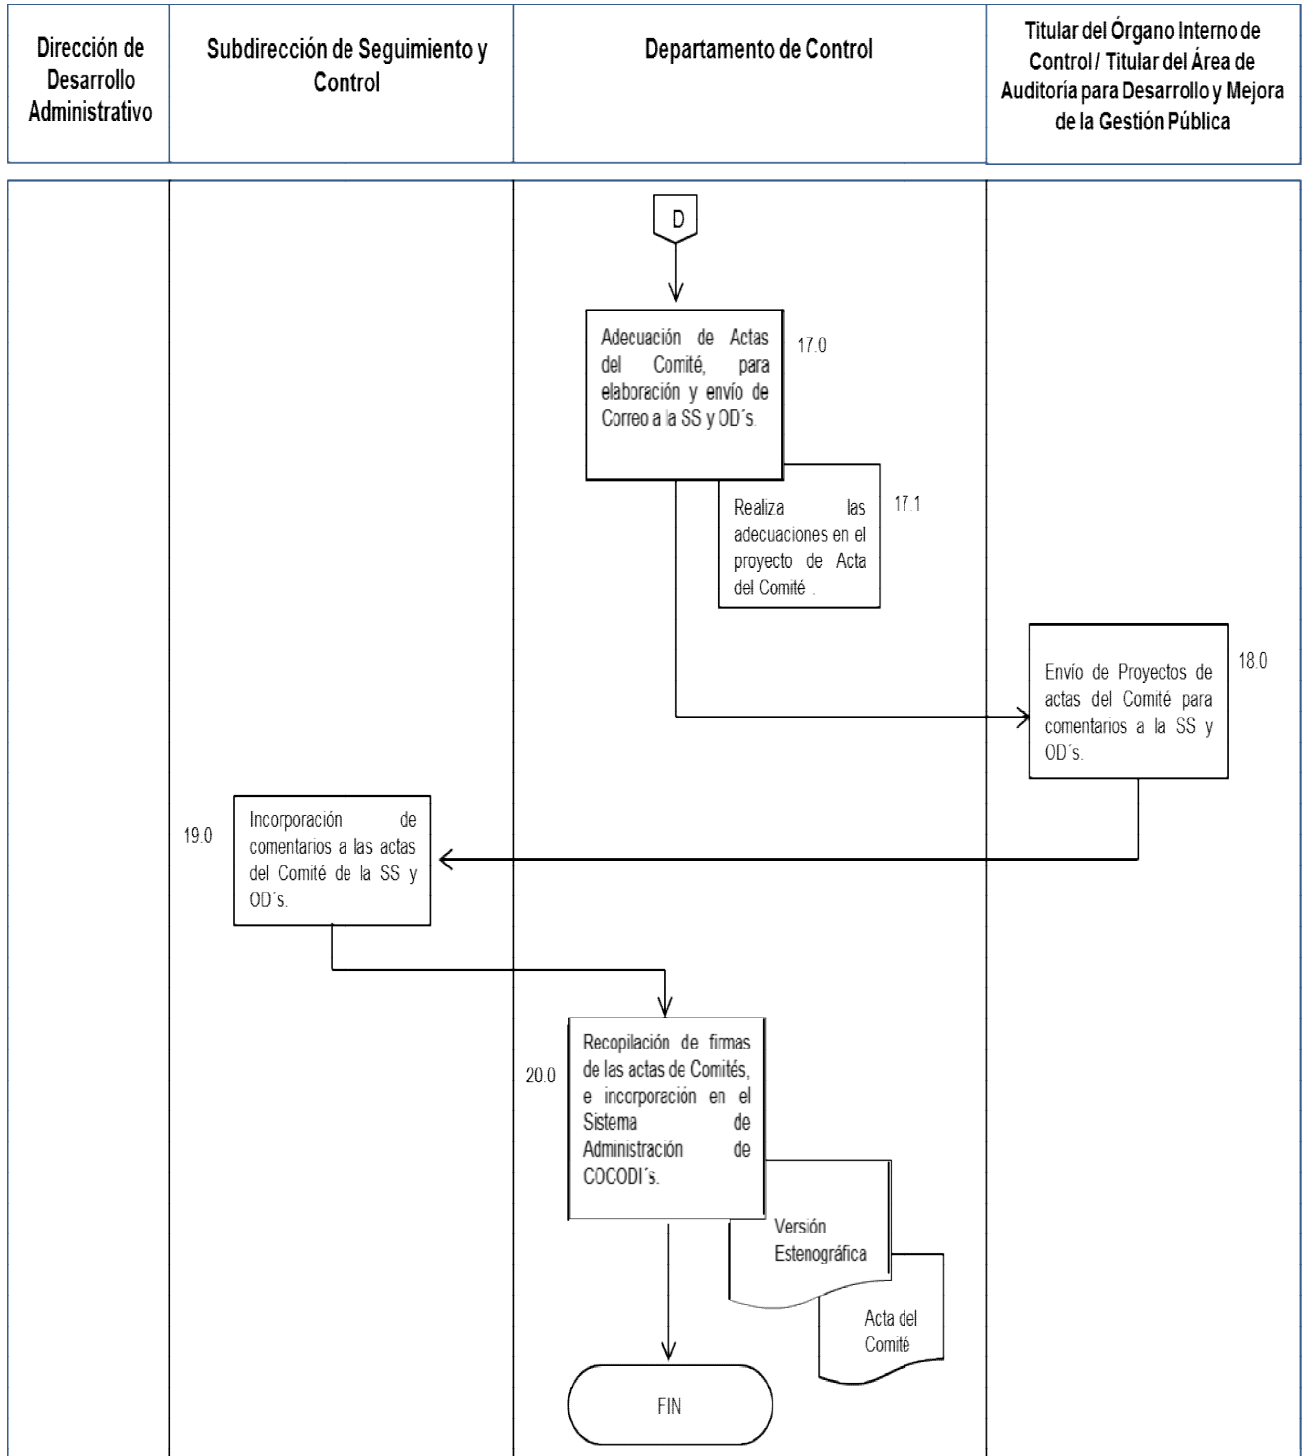 Dirección de
Desarrollo
Administrativo
Subdirección de Seguimiento y
Control
Departamento de Control
Titular del Órgano Interno de
Control / Titular del Área de
Auditoría para Desarrollo y Mejora
de la Gestión Pública
D
Adecuación de Actas
del Comité, para
elaboración y envío de
Correo a la SS y OD´s.
17.0
Realiza las
adecuaciones en el
proyecto de Acta
del Comité .
17.1
Envío de Proyectos de
actas del Comité para
comentarios a la SS y
OD´s.
18.0
19.0
Incorporación de
comentarios a las actas
del Comité de la SS y
OD´s.
20.0
Recopilación de firmas
de las actas de Comités,
e incorporación en el
Sistema de
Administración de
COCODI´s.
Versión
Estenográfica
Acta del
Comité
FIN